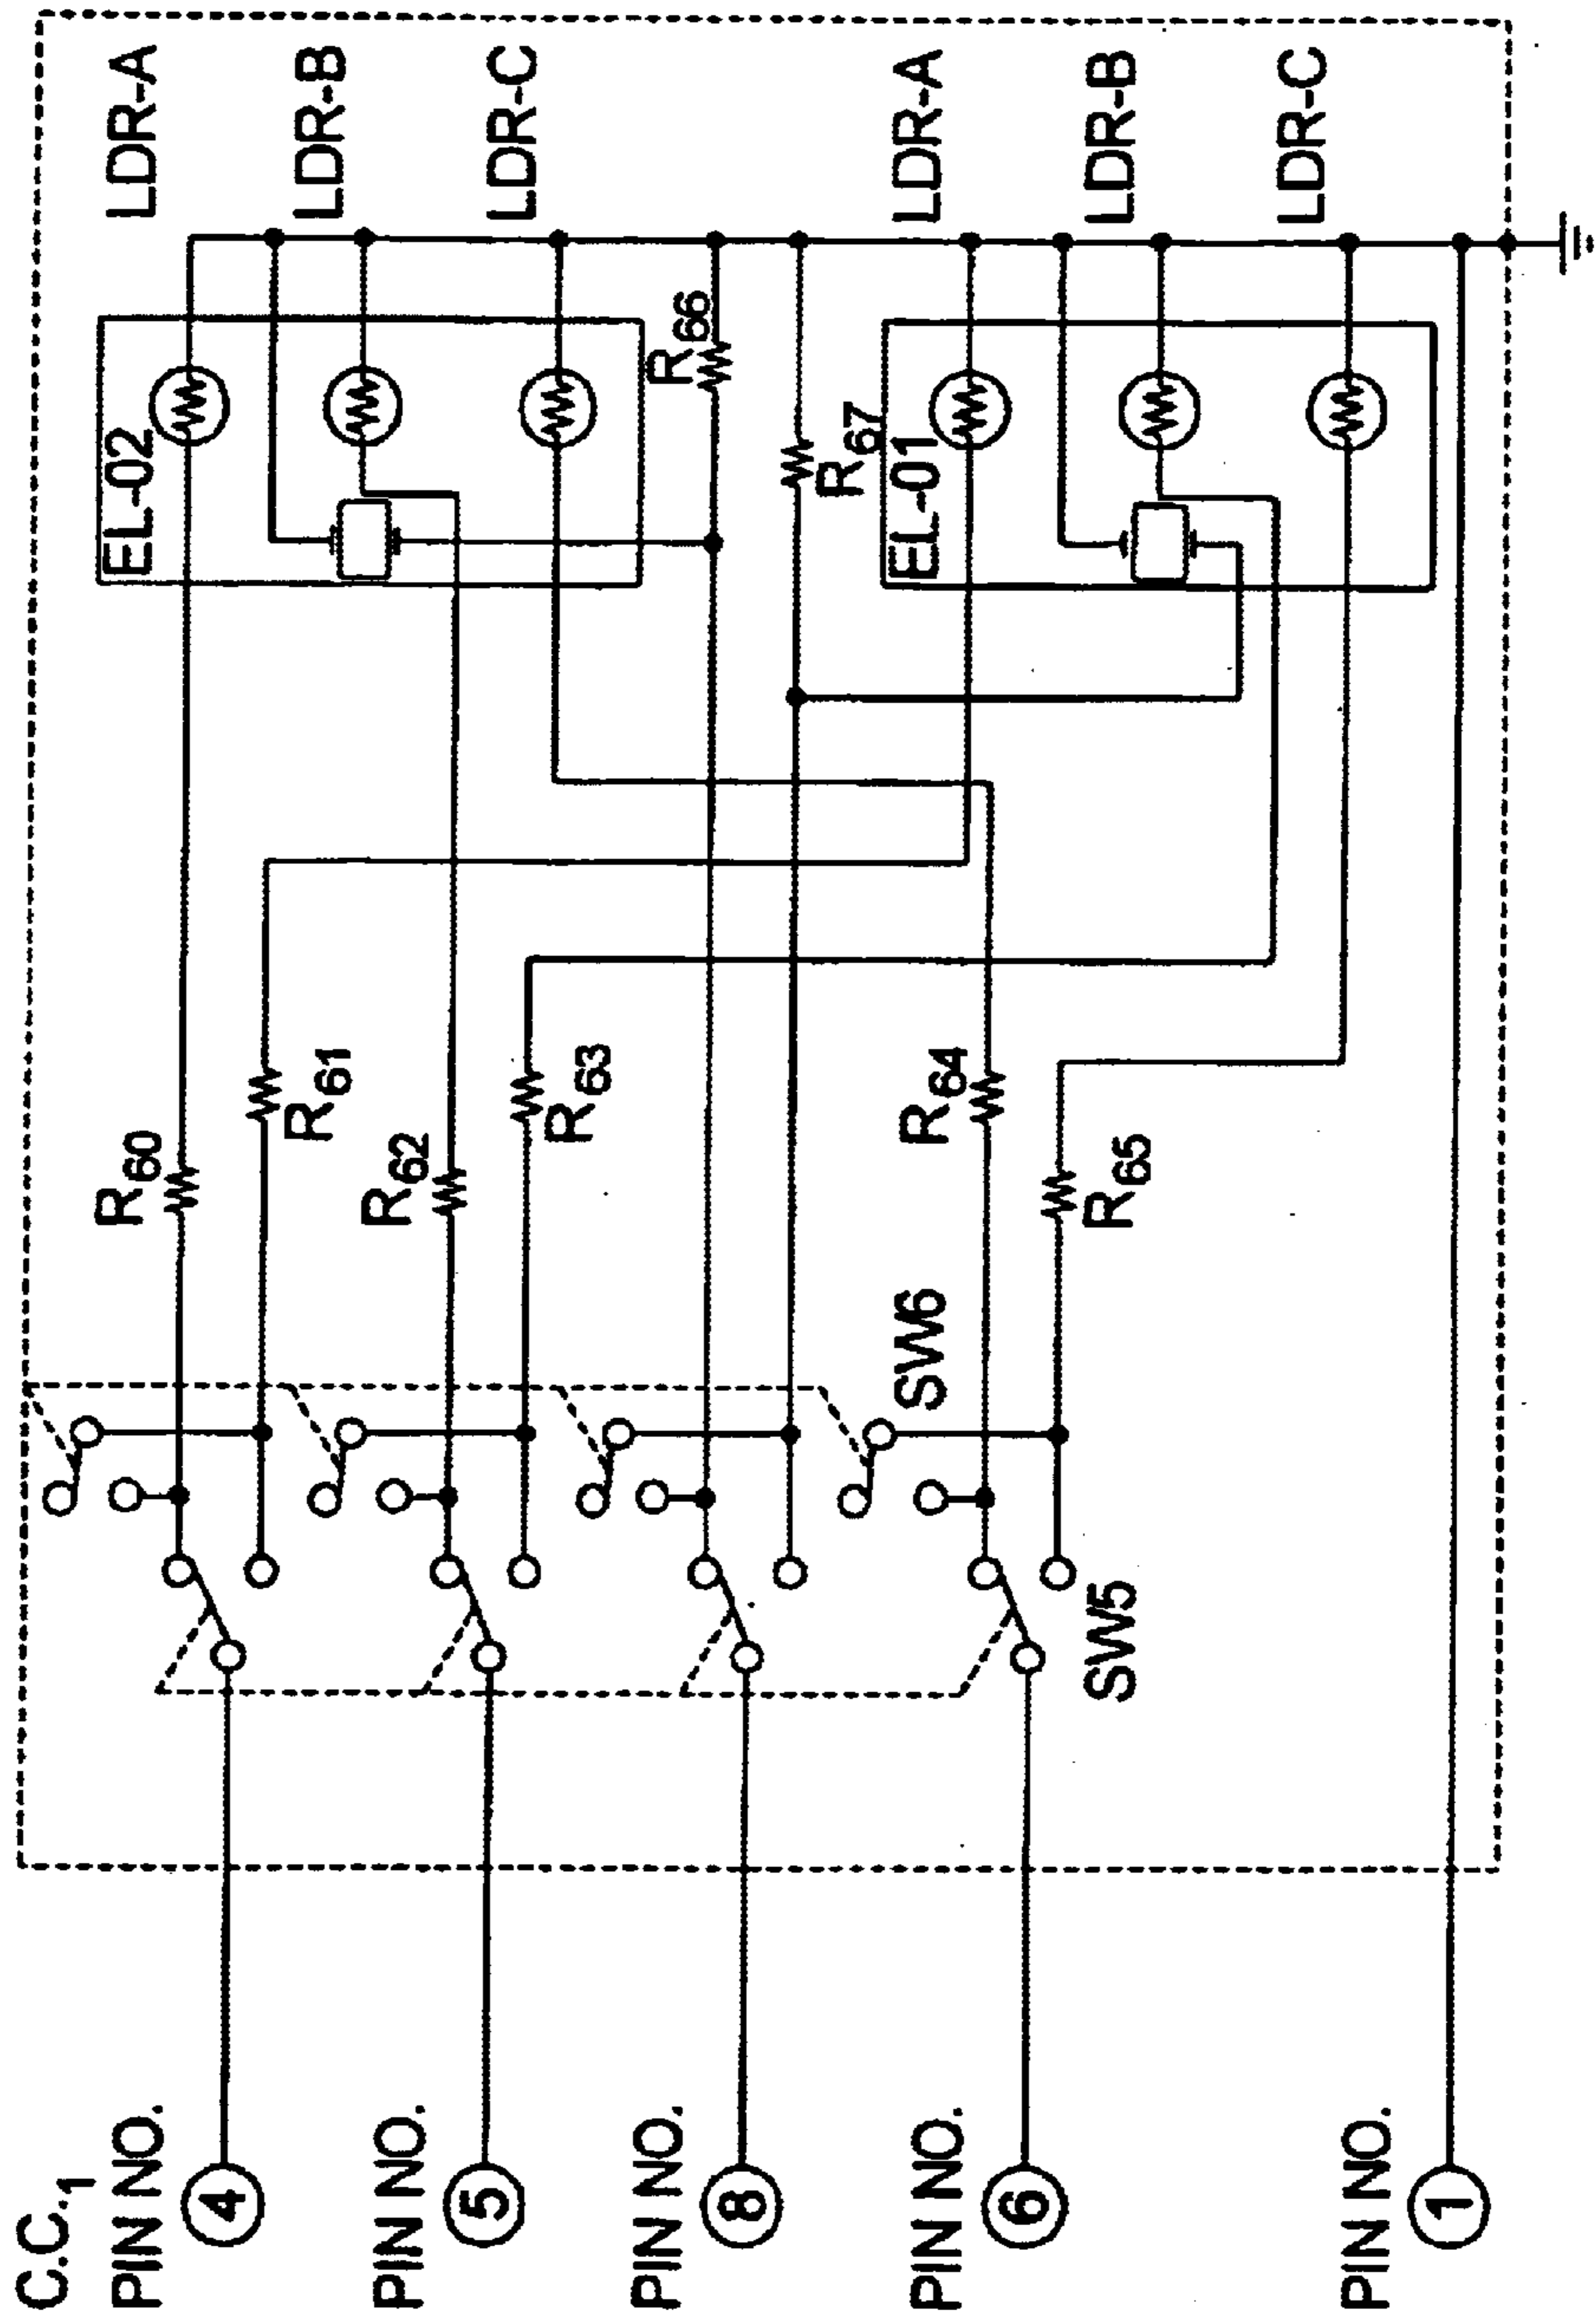 C.C.1
PIN NO.
4
PIN NO.
5
PIN NO.
8
PIN NO.
6
PIN NO.
1
SW5
SW6
R60
R61
R62
R63
R64
R65
EL-02
R66
R67
EL-01
LDR-A
LDR-B
LDR-C
LDR-A
LDR-B
LDR-C